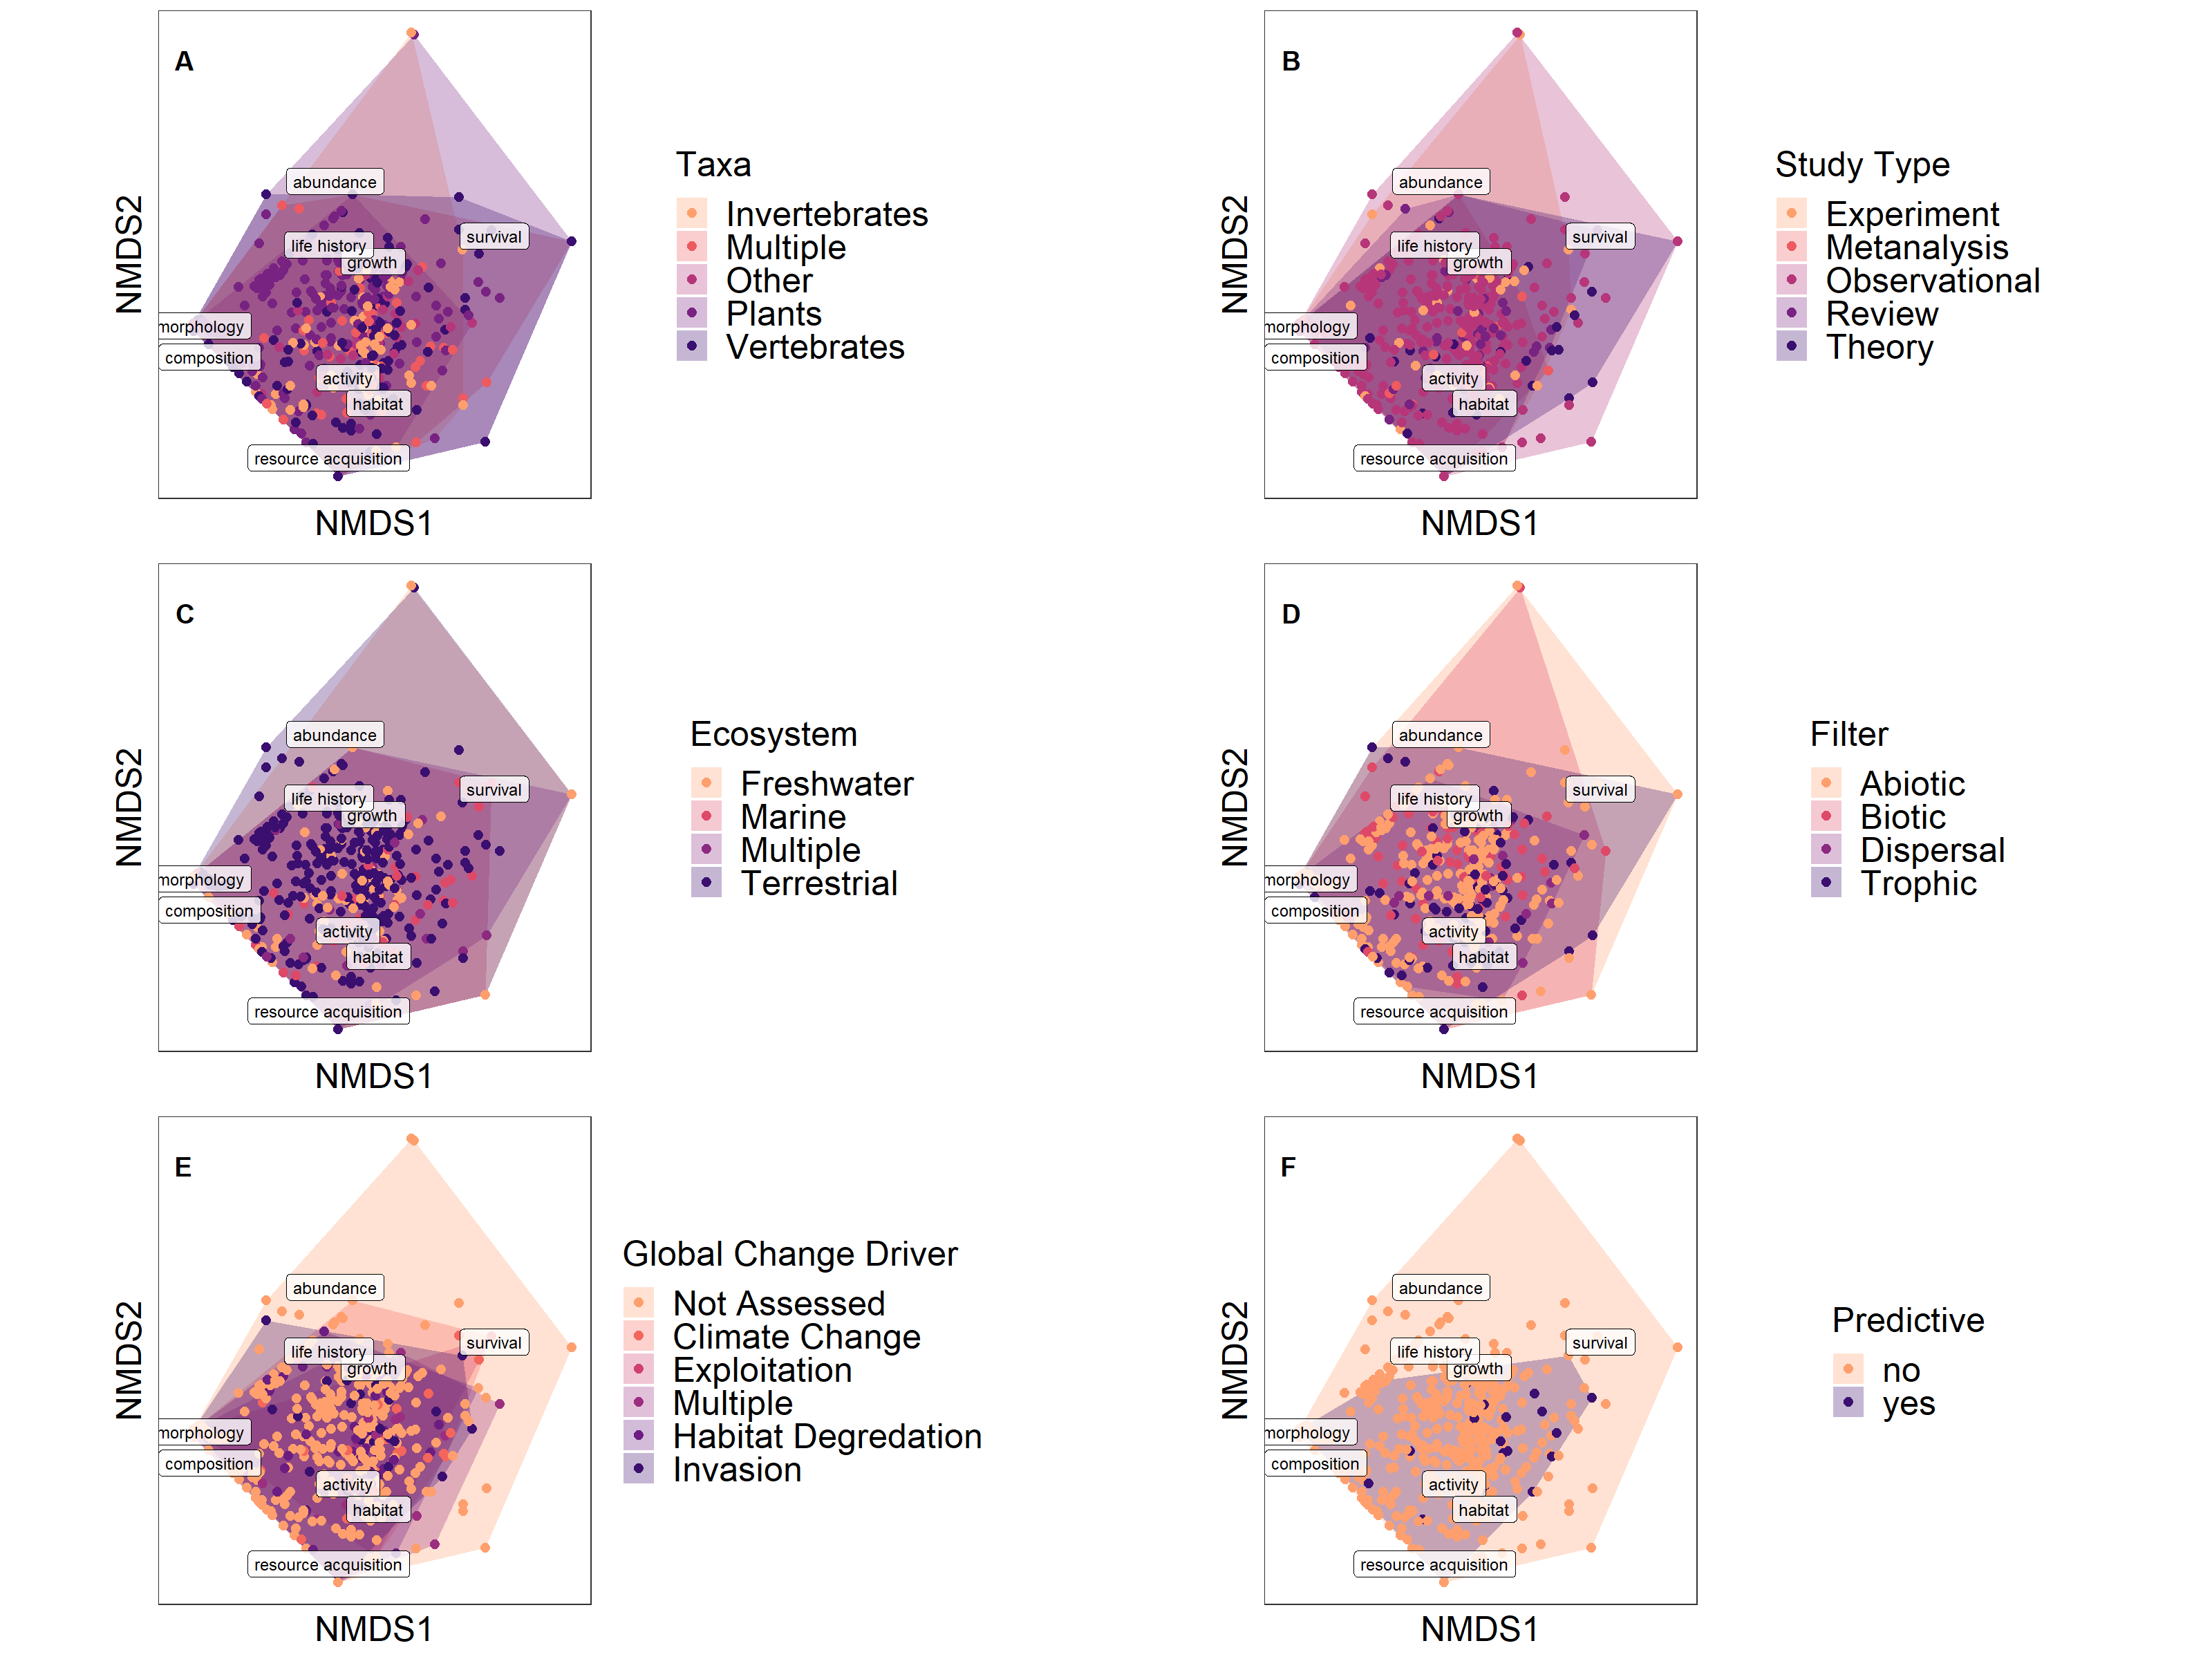 A
abundance
survival
life history
growth
morphology
composition
activity
habitat
resource acquisition
NMDS2
NMDS1
Taxa
Invertebrates
Multiple
Other
Plants
Vertebrates
B
abundance
survival
life history
growth
morphology
composition
activity
habitat
resource acquisition
NMDS2
NMDS1
Study Type
Experiment
Metanalysis
Observational
Review
Theory
C
abundance
survival
life history
growth
morphology
composition
activity
habitat
resource acquisition
NMDS2
NMDS1
Ecosystem
Freshwater
Marine
Multiple
Terrestrial
D
abundance
survival
life history
growth
morphology
composition
activity
habitat
resource acquisition
NMDS2
NMDS1
Filter
Abiotic
Biotic
Dispersal
Trophic
E
abundance
survival
life history
growth
morphology
composition
activity
habitat
resource acquisition
NMDS2
NMDS1
Global Change Driver
Not Assessed
Climate Change
Exploitation
Multiple
Habitat Degredation
Invasion
F
abundance
survival
life history
growth
morphology
composition
activity
habitat
resource acquisition
NMDS2
NMDS1
Predictive
no
yes